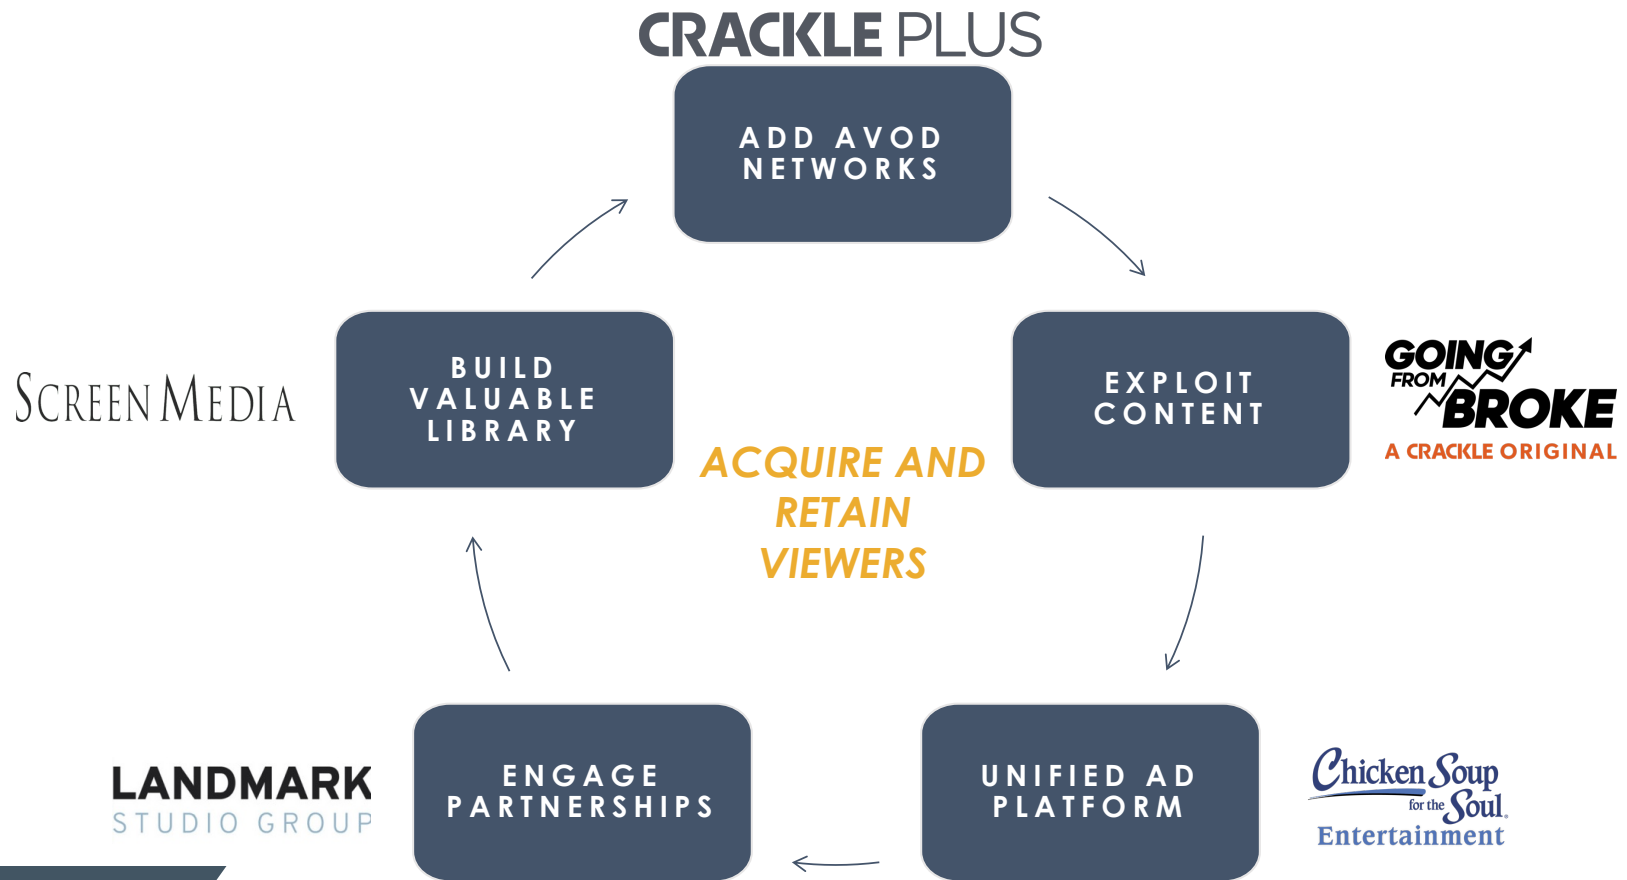 CRACKLE PLUS
ADD AVOD
NETWORKS
EXPLOIT
CONTENT
GOING
FROM
BROKE
A CRACKLE ORIGINAL
BUILD
VALUABLE
LIBRARY
SCREEN MEDIA
ACQUIRE AND
RETAIN
VIEWERS
UNIFIED AD
PLATFORM
Chicken Soup
for the Soul
Entertainment
ENGAGE
PARTNERSHIPS
LANDMARK
STUDIO GROUP